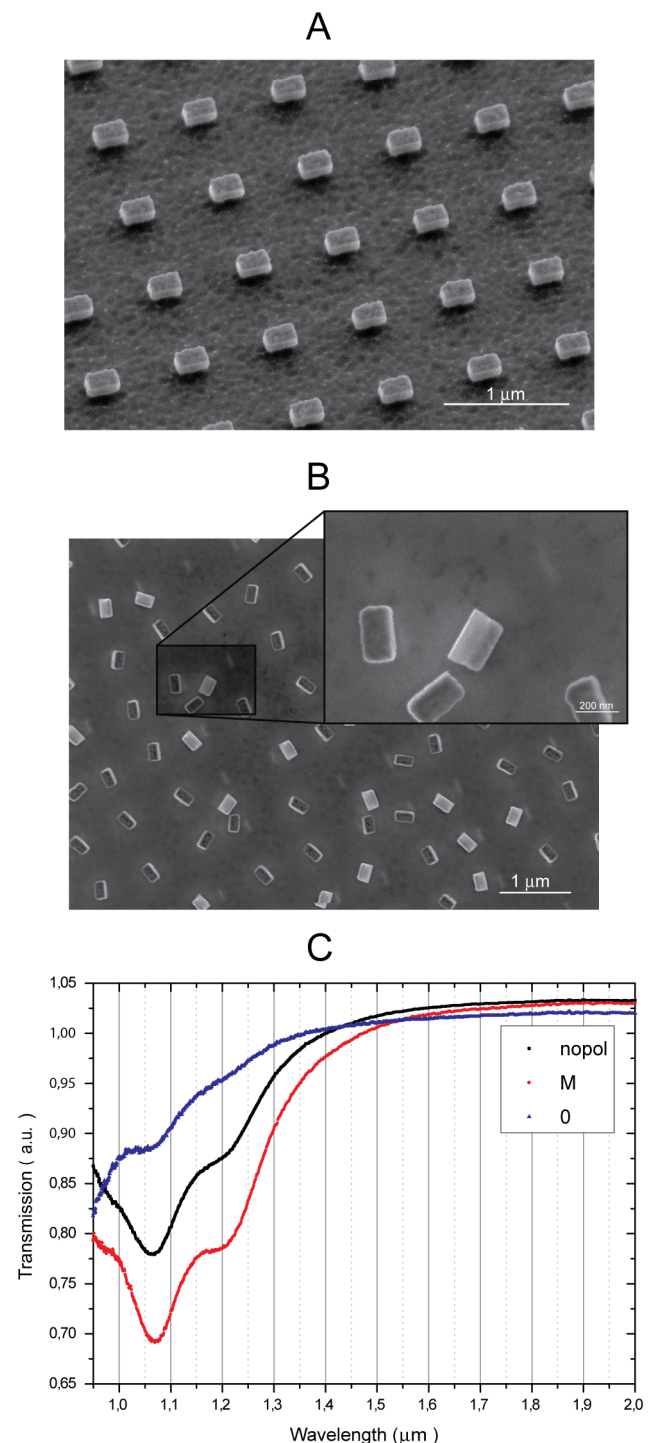 A
1 μm
B
200 nm
1 μm
C
1,05
1,00
0,95
0,90
0,85
0,80
0,75
0,70
0,65
Transmission ( a.u. )
nopol
M
0
1,0 1,1 1,2 1,3 1,4 1,5 1,6 1,7 1,8 1,9 2,0
Wavelength (μm )